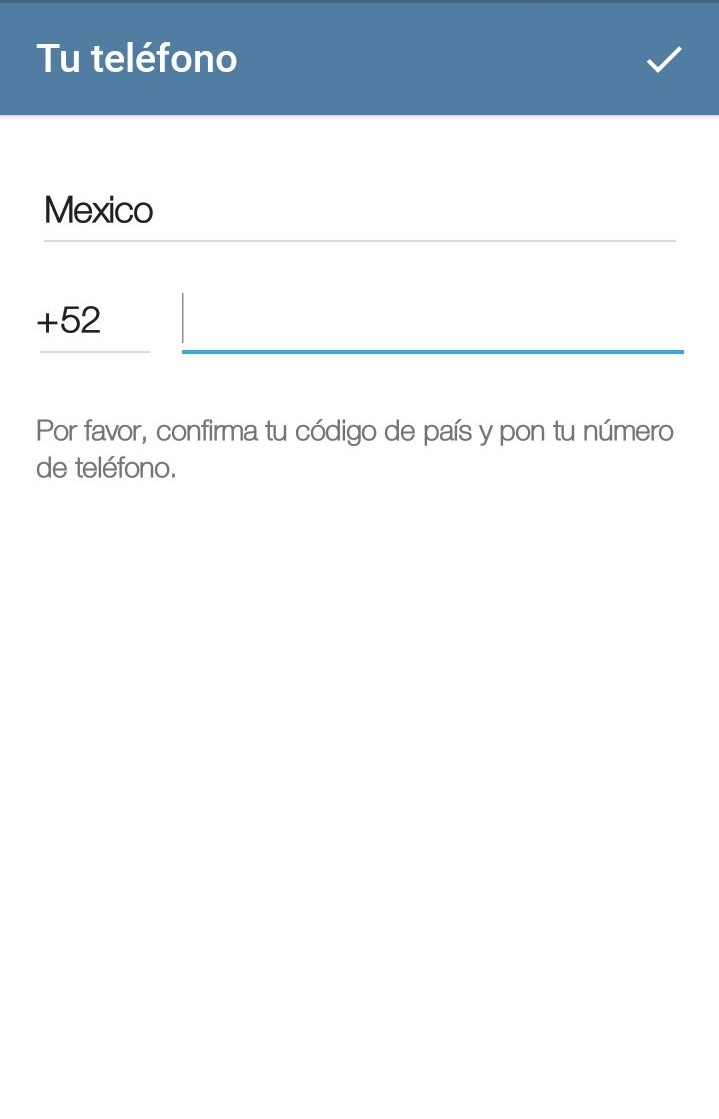 Tu teléfono
Mexico
+52
Por favor, confirma tu código de país y pon tu número
de teléfono.